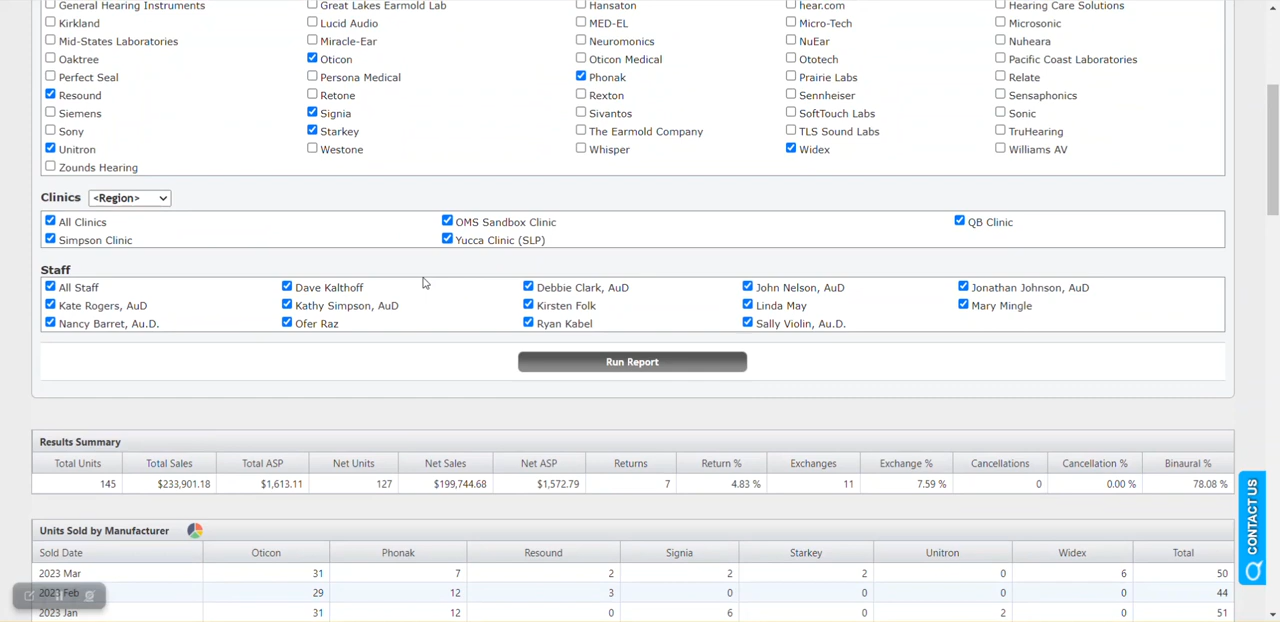 General Hearing Instruments Great Lakes Earmold Lab Hansaton hear.com Hearing Care Solutions
Kirkland Lucid Audio MED-EL Micro-Tech Microsonic
Mid-States Laboratories Miracle-Ear Neuromonics NuEar Nuheara
Oaktree Oticon Oticon Medical Ototech Pacific Coast Laboratories
Perfect Seal Persona Medical Phonak Prairie Labs Relate
Resound Retone Rexton Sennheiser Sensaphonics
Siemens Signia Sivantos SoftTouch Labs Sonic
Sony Starkey The Earmold Company TLS Sound Labs TruHearing
Unitron Westone Whisper Widex Williams AV
Zounds Hearing
Clinics <Region>
All Clinics OMS Sandbox Clinic QB Clinic
Simpson Clinic Yucca Clinic (SLP)
Staff
All Staff Dave Kalthoff Debbie Clark, AuD John Nelson, AuD Jonathan Johnson, AuD
Kate Rogers, AuD Kathy Simpson, AuD Kirsten Folk Linda May Mary Mingle
Nancy Barret, Au.D. Ofer Raz Ryan Kabel Sally Violin, Au.D.
Run Report
Results Summary
Total Units Total Sales Total ASP Net Units Net Sales Net ASP Returns Return % Exchanges Exchange % Cancellations Cancellation % Binaural %
145 $233,901.18 $1,613.11 127 $199,744.68 $1,572.79 7 4.83 % 11 7.59 % 0 0.00 % 78.08 %
CONTACT US
Units Sold by Manufacturer
Sold Date Oticon Phonak Resound Signia Starkey Unitron Widex Total
2023 Mar 31 7 2 2 2 0 6 50
2023 Feb 29 12 3 0 0 0 0 44
2023 Jan 31 12 0 6 0 2 0 51